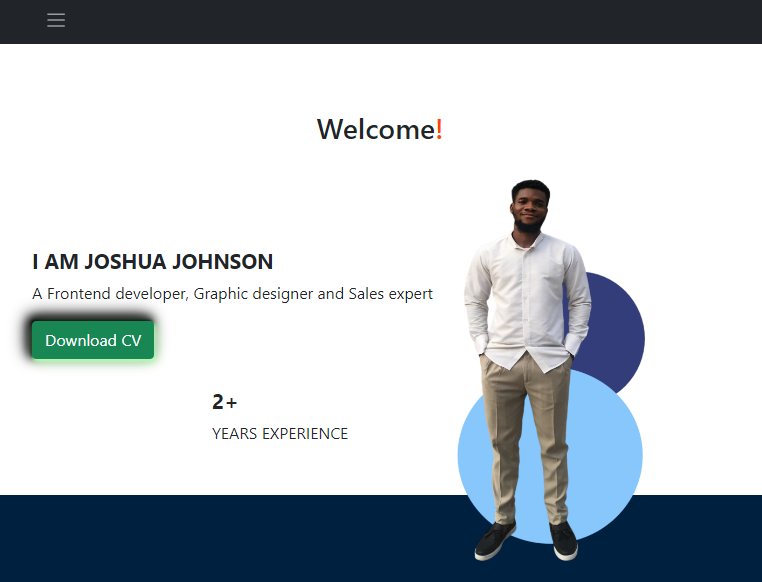 Welcome!
I AM JOSHUA JOHNSON
A Frontend developer, Graphic designer and Sales expert
Download CV
2+
YEARS EXPERIENCE